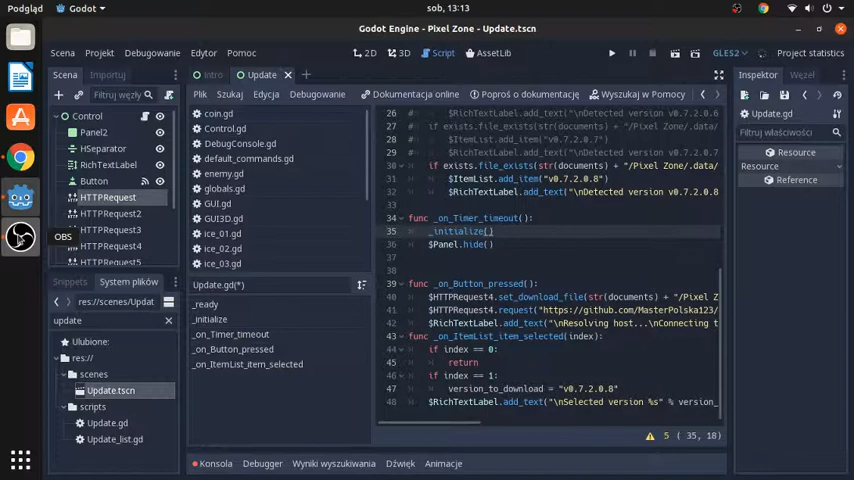 Podgląd
Godot
sob, 13:13
Godot Engine - Pixel Zone - Update.tscn
Scena
Projekt
Debugowanie
Edytor
Pomoc
2D
3D
Script
AssetLib
GLES2
Project statistics
Scena
Importuj
Filtruj węzły
Control
Panel2
HSeparator
RichTextLabel
Button
HTTPRequest
HTTPRequest2
HTTPRequest3
HTTPRequest4
HTTPRequest5
OBS
Snippets
System plików
res://scenes/Updat
update
Ulubione:
res://
scenes
Update.tscn
scripts
Update.gd
Update_list.gd
Intro
Update
Plik
Szukaj
Edycja
Debugowanie
Dokumentacja online
Poproś o dokumentację
Wyszukaj w Pomocy
coin.gd
Control.gd
DebugConsole.gd
default_commands.gd
enemy.gd
globals.gd
GUI.gd
GUI3D.gd
ice_01.gd
ice_02.gd
ice_03.gd
Update.gd(*)
_ready
_initialize
_on_Timer_timeout
_on_Button_pressed
_on_ItemList_item_selected
26 # $RichTextLabel.add_text("\nDetected version v0.7.2.0.6
27 # if exists.file_exists(str(documents) + "/Pixel Zone.data/
28 # $ItemList.add_item("v0.7.2.0.7")
29 # $RichTextLabel.add_text("\nDetected version v0.7.2.0.7
30 if exists.file_exists(str(documents) + "/Pixel Zone.data/
31 $ItemList.add_item("v0.7.2.0.8")
32 $RichTextLabel.add_text("\nDetected version v0.7.2.0.8
33
34 func _on_Timer_timeout():
35 _initialize()
36 $Panel.hide()
37
38
39 func _on_Button_pressed():
40 $HTTPRequest4.set_download_file(str(documents) + "/Pixel Z
41 $HTTPRequest4.request("https://github.com/MasterPolska123/
42 $RichTextLabel.add_text("\nResolving host...\nConnecting t
43 func _on_ItemList_item_selected(index):
44 if index == 0:
45 return
46 if index == 1:
47 version_to_download = "v0.7.2.0.8"
48 $RichTextLabel.add_text("\nSelected version %s" % version_
5
( 35, 18)
Konsola
Debugger
Wyniki wyszukiwania
Dźwięk
Animacje
Inspektor
Węzeł
Update.gd
Filtruj właściwości
Resource
Resource
Reference